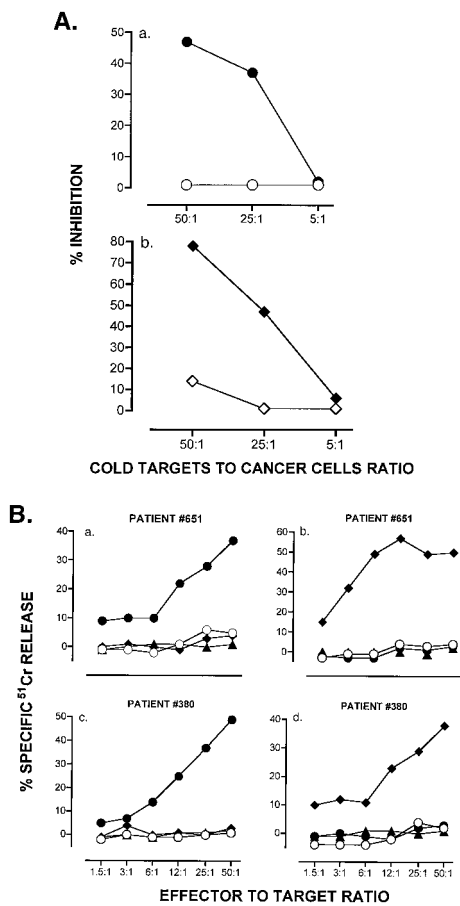 A.
a.
50
40
30
20
10
0
50:1 25:1 5:1
% INHIBITION
b.
80
70
60
50
40
30
20
10
0
50:1 25:1 5:1
COLD TARGETS TO CANCER CELLS RATIO
B.
PATIENT #651
a.
40
30
20
10
0
PATIENT #651
b.
60
50
40
30
20
10
0
% SPECIFIC 51Cr RELEASE
PATIENT #380
c.
50
40
30
20
10
0
1.5:1 3:1 6:1 12:1 25:1 50:1
PATIENT #380
d.
40
30
20
10
0
1.5:1 3:1 6:1 12:1 25:1 50:1
EFFECTOR TO TARGET RATIO